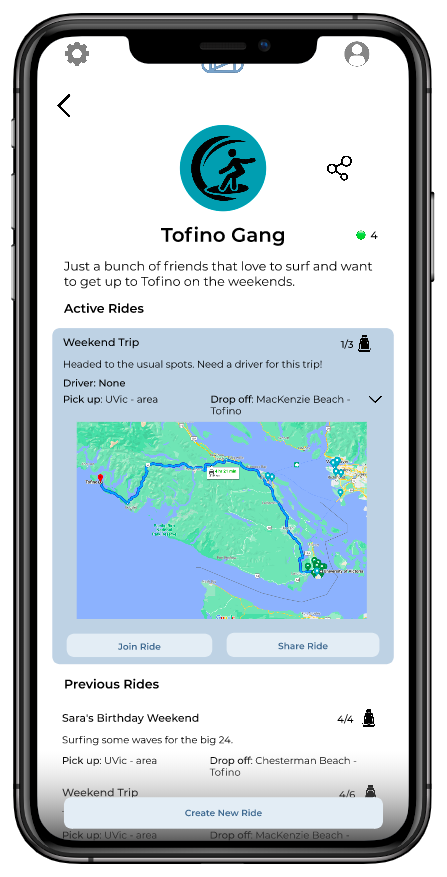 Tofino Gang
4
Just a bunch of friends that love to surf and want
to get up to Tofino on the weekends.
Active Rides
Weekend Trip
1/3
Headed to the usual spots. Need a driver for this trip!
Driver: None
Pick up: UVic - area
Drop off: MacKenzie Beach -
Tofino
Tofino
University of Victoria
Join Ride
Share Ride
Previous Rides
Sara's Birthday Weekend
4/4
Surfing some waves for the big 24.
Pick up: UVic - area
Drop off: Chesterman Beach -
Tofino
Weekend Trip
4/6
Create New Ride
Pick up: UVic - area
Drop off: MacKenzie Beach -